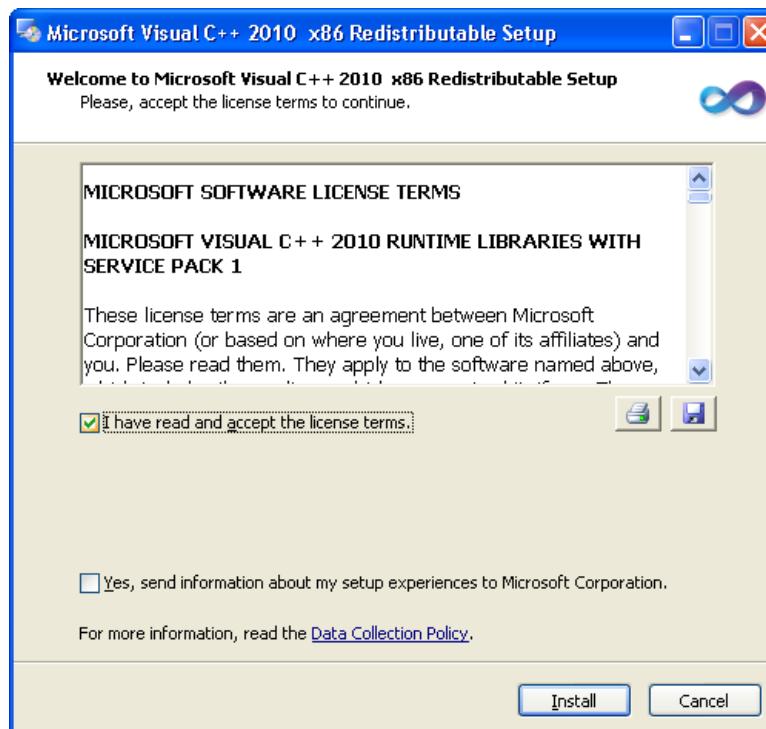 Microsoft Visual C++ 2010  x86 Redistributable Setup
Welcome to Microsoft Visual C++ 2010  x86 Redistributable Setup
Please, accept the license terms to continue.
MICROSOFT SOFTWARE LICENSE TERMS
MICROSOFT VISUAL C++ 2010 RUNTIME LIBRARIES WITH
SERVICE PACK 1
These license terms are an agreement between Microsoft
Corporation (or based on where you live, one of its affiliates) and
you. Please read them. They apply to the software named above,
I have read and accept the license terms.
Yes, send information about my setup experiences to Microsoft Corporation.
For more information, read the Data Collection Policy.
Install
Cancel